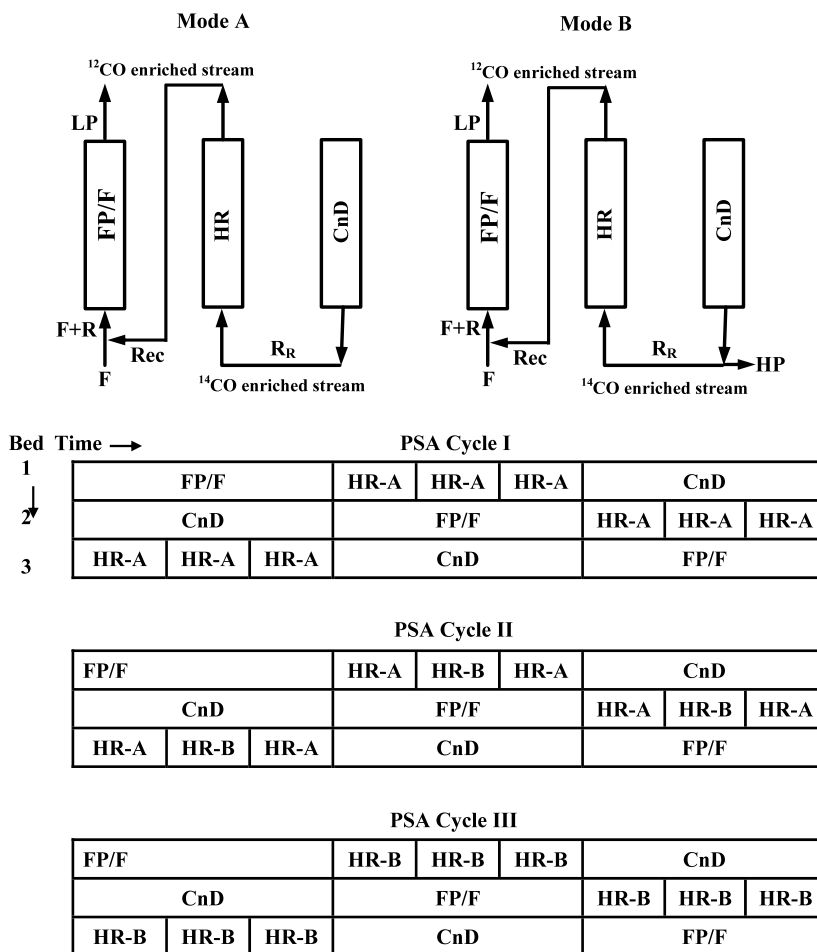 Mode A
Mode B
¹²CO enriched stream
¹²CO enriched stream
LP
LP
FP/F
HR
CnD
FP/F
HR
CnD
F+R
F+R
Rec
R_R
Rec
R_R
HP
F
¹⁴CO enriched stream
F
¹⁴CO enriched stream
Bed Time
PSA Cycle I
1
FP/F HR-A HR-A HR-A CnD
2
CnD FP/F HR-A HR-A HR-A
3
HR-A HR-A HR-A CnD FP/F
PSA Cycle II
FP/F HR-A HR-B HR-A CnD
CnD FP/F HR-A HR-B HR-A
HR-A HR-B HR-A CnD FP/F
PSA Cycle III
FP/F HR-B HR-B HR-B CnD
CnD FP/F HR-B HR-B HR-B
HR-B HR-B HR-B CnD FP/F